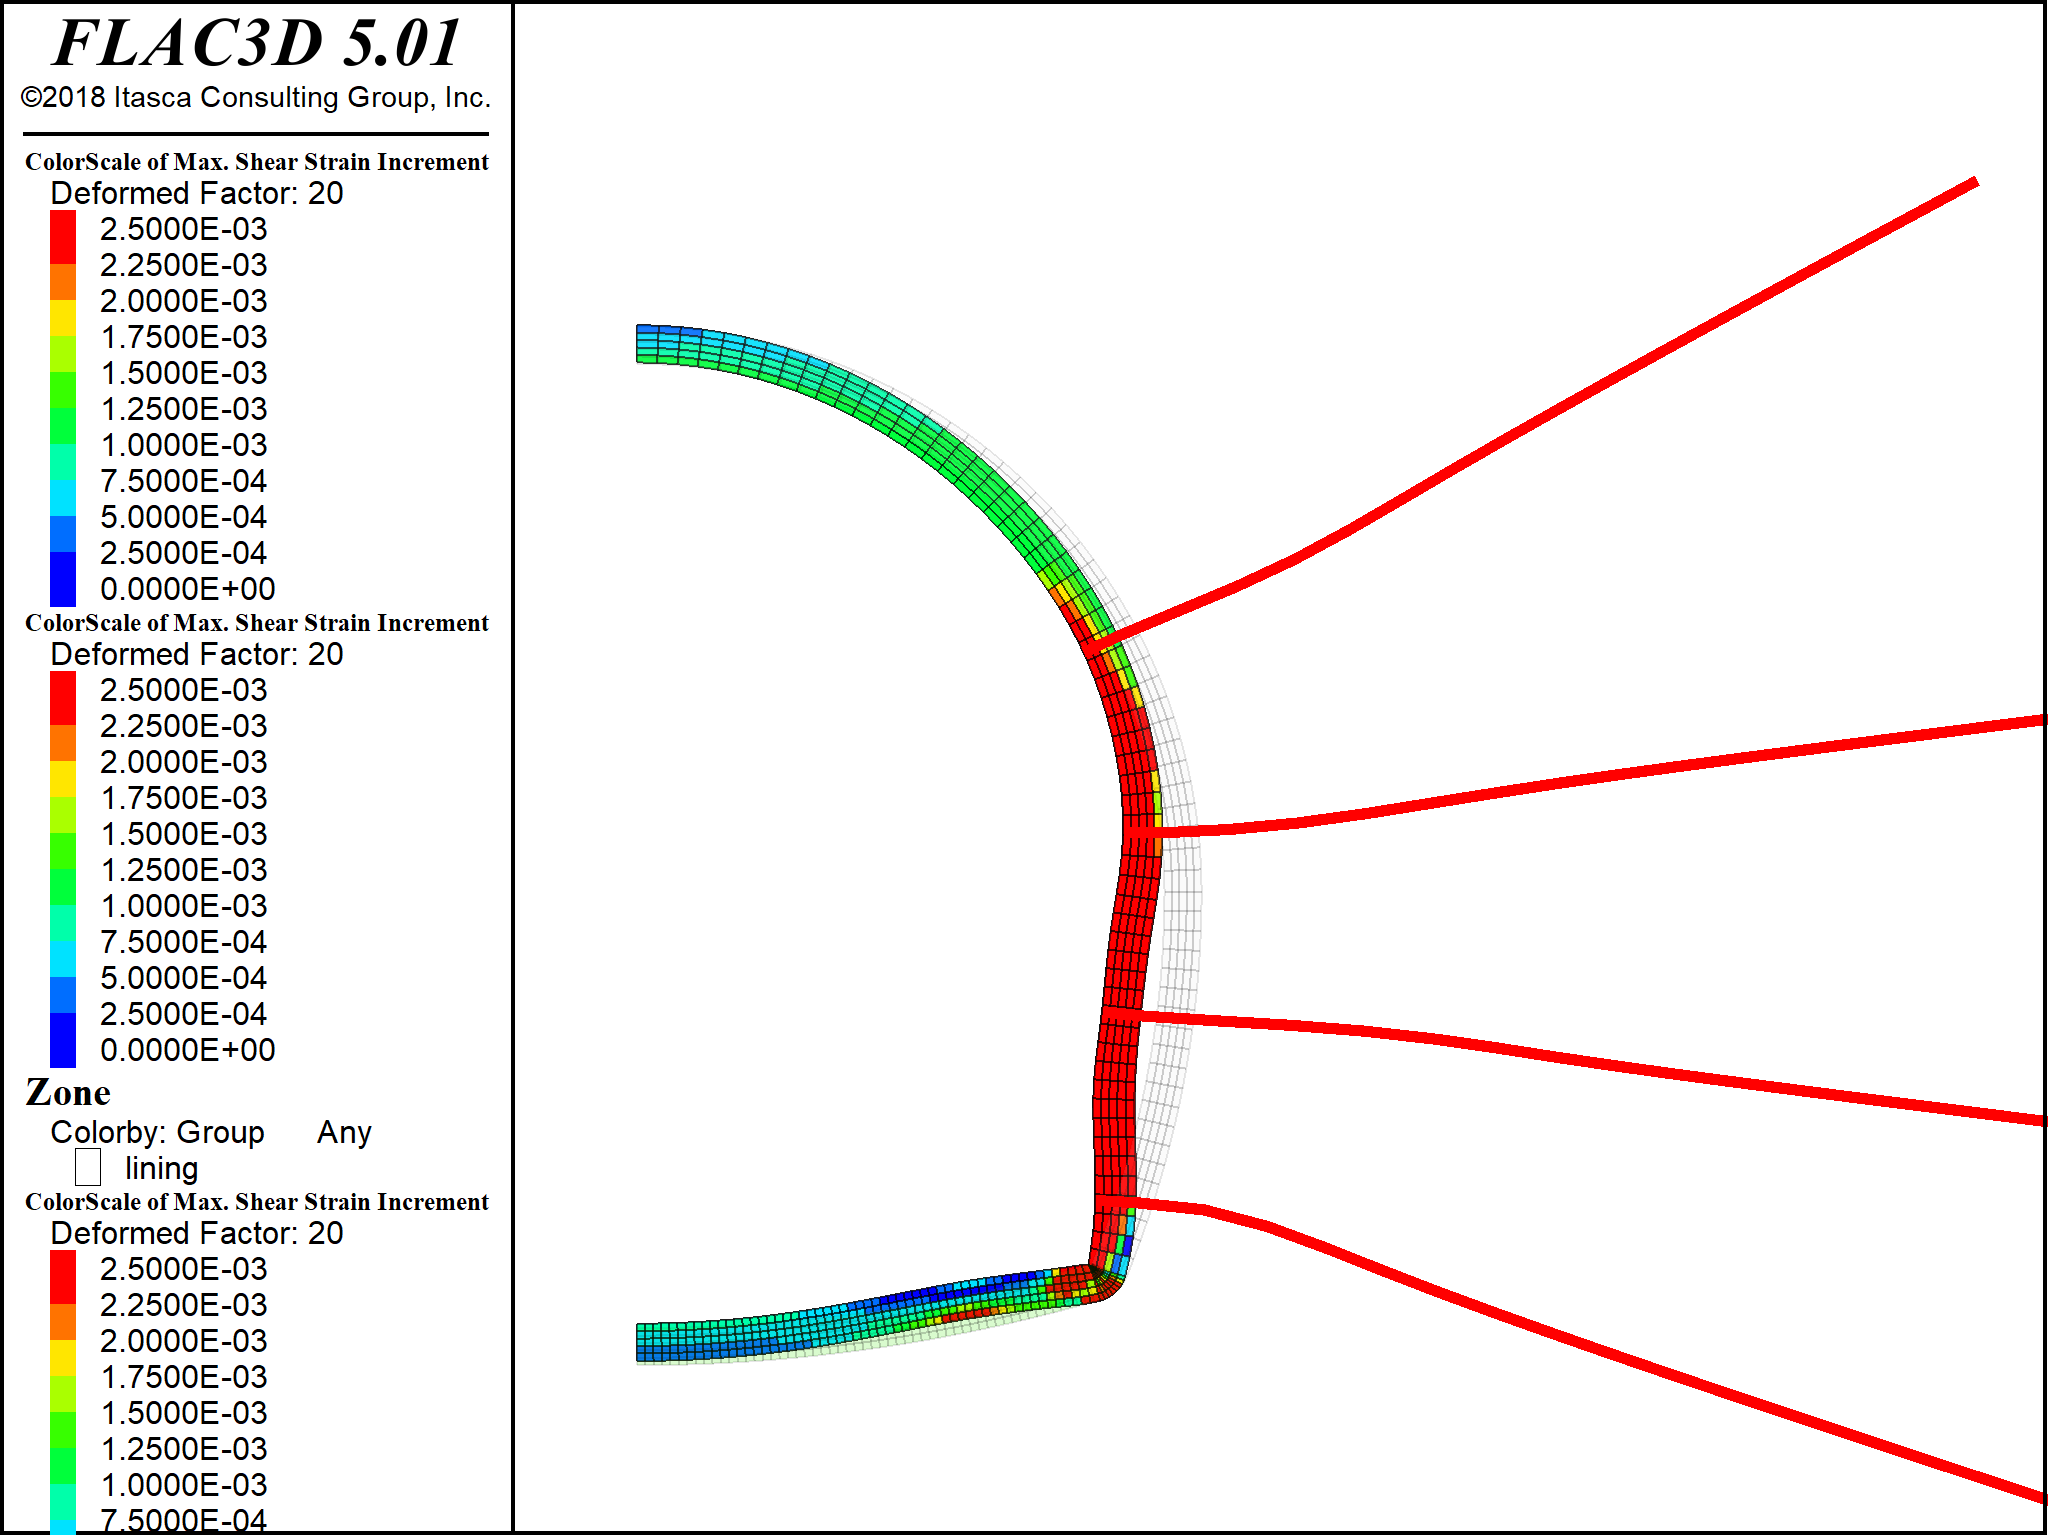 FLAC3D 5.01
©2018 Itasca Consulting Group, Inc.
ColorScale of Max. Shear Strain Increment
Deformed Factor: 20
2.5000E-03
2.2500E-03
2.0000E-03
1.7500E-03
1.5000E-03
1.2500E-03
1.0000E-03
7.5000E-04
5.0000E-04
2.5000E-04
0.0000E+00
ColorScale of Max. Shear Strain Increment
Deformed Factor: 20
2.5000E-03
2.2500E-03
2.0000E-03
1.7500E-03
1.5000E-03
1.2500E-03
1.0000E-03
7.5000E-04
5.0000E-04
2.5000E-04
0.0000E+00
Zone
Colorby: Group Any
lining
ColorScale of Max. Shear Strain Increment
Deformed Factor: 20
2.5000E-03
2.2500E-03
2.0000E-03
1.7500E-03
1.5000E-03
1.2500E-03
1.0000E-03
7.5000E-04